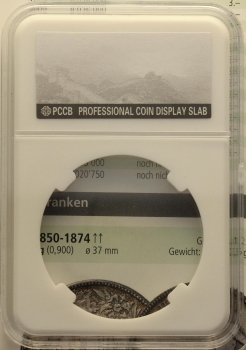 PCCB PROFESSIONAL COIN DISPLAY SLAB
000 noch ni
020'750 noch nich
ranken
850-1874 ↑↑ G
g (0,900) ø 37 mm Gewicht: